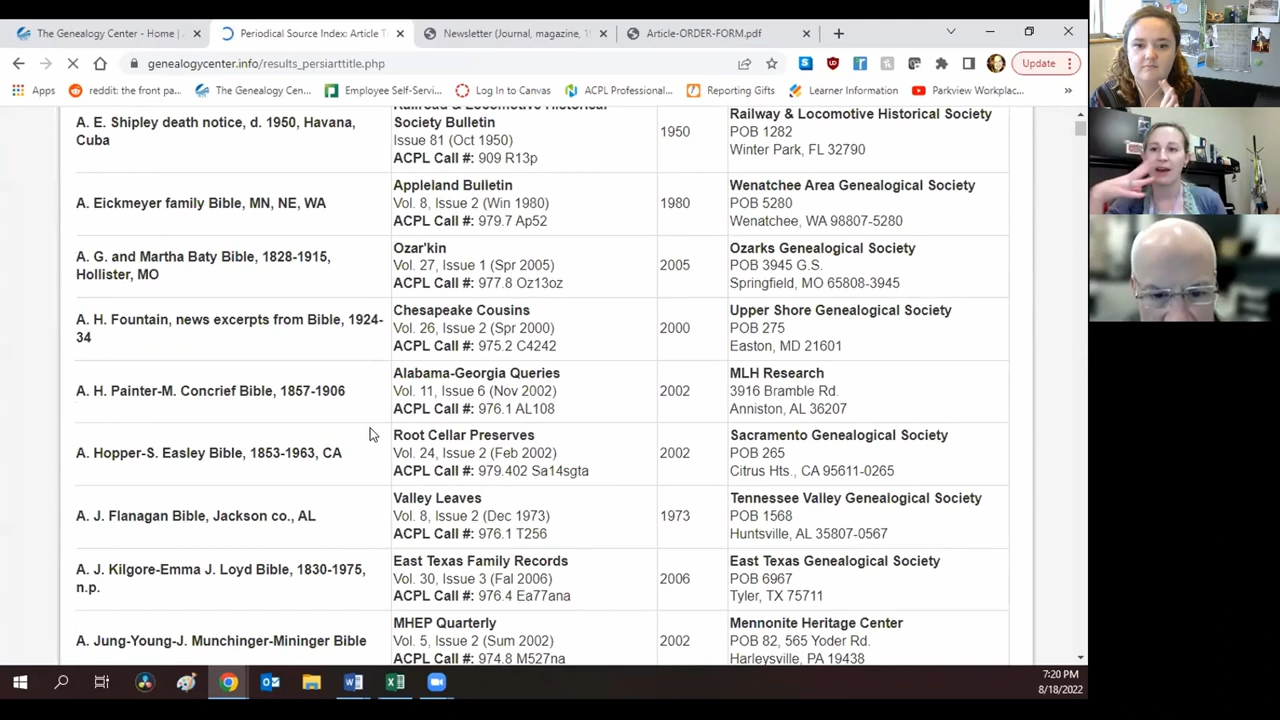 The Genealogy Center - Home |
Periodical Source Index: Article T
Newsletter (Journal, magazine, 1
Article-ORDER-FORM.pdf
genealogycenter.info/results_persiarttitle.php
Update
Apps
reddit: the front pa...
The Genealogy Cen...
Employee Self-Servi...
Log In to Canvas
ACPL Professional...
Reporting Gifts
Learner Information
Parkview Workplac...
Railroad & Locomotive Historical
A. E. Shipley death notice, d. 1950, Havana,
Cuba
Society Bulletin
Issue 81 (Oct 1950)
ACPL Call #: 909 R13p
1950
Railway & Locomotive Historical Society
POB 1282
Winter Park, FL 32790
A. Eickmeyer family Bible, MN, NE, WA
Appleland Bulletin
Vol. 8, Issue 2 (Win 1980)
ACPL Call #: 979.7 Ap52
1980
Wenatchee Area Genealogical Society
POB 5280
Wenatchee, WA 98807-5280
A. G. and Martha Baty Bible, 1828-1915,
Hollister, MO
Ozar'kin
Vol. 27, Issue 1 (Spr 2005)
ACPL Call #: 977.8 Oz13oz
2005
Ozarks Genealogical Society
POB 3945 G.S.
Springfield, MO 65808-3945
A. H. Fountain, news excerpts from Bible, 1924-
34
Chesapeake Cousins
Vol. 26, Issue 2 (Spr 2000)
ACPL Call #: 975.2 C4242
2000
Upper Shore Genealogical Society
POB 275
Easton, MD 21601
A. H. Painter-M. Concrief Bible, 1857-1906
Alabama-Georgia Queries
Vol. 11, Issue 6 (Nov 2002)
ACPL Call #: 976.1 AL108
2002
MLH Research
3916 Bramble Rd.
Anniston, AL 36207
A. Hopper-S. Easley Bible, 1853-1963, CA
Root Cellar Preserves
Vol. 24, Issue 2 (Feb 2002)
ACPL Call #: 979.402 Sa14sgta
2002
Sacramento Genealogical Society
POB 265
Citrus Hts., CA 95611-0265
A. J. Flanagan Bible, Jackson co., AL
Valley Leaves
Vol. 8, Issue 2 (Dec 1973)
ACPL Call #: 976.1 T256
1973
Tennessee Valley Genealogical Society
POB 1568
Huntsville, AL 35807-0567
A. J. Kilgore-Emma J. Loyd Bible, 1830-1975,
n.p.
East Texas Family Records
Vol. 30, Issue 3 (Fal 2006)
ACPL Call #: 976.4 Ea77ana
2006
East Texas Genealogical Society
POB 6967
Tyler, TX 75711
A. Jung-Young-J. Munchinger-Mininger Bible
MHEP Quarterly
Vol. 5, Issue 2 (Sum 2002)
ACPL Call #: 974.8 M527na
2002
Mennonite Heritage Center
POB 82, 565 Yoder Rd.
Harleysville, PA 19438
7:20 PM
8/18/2022